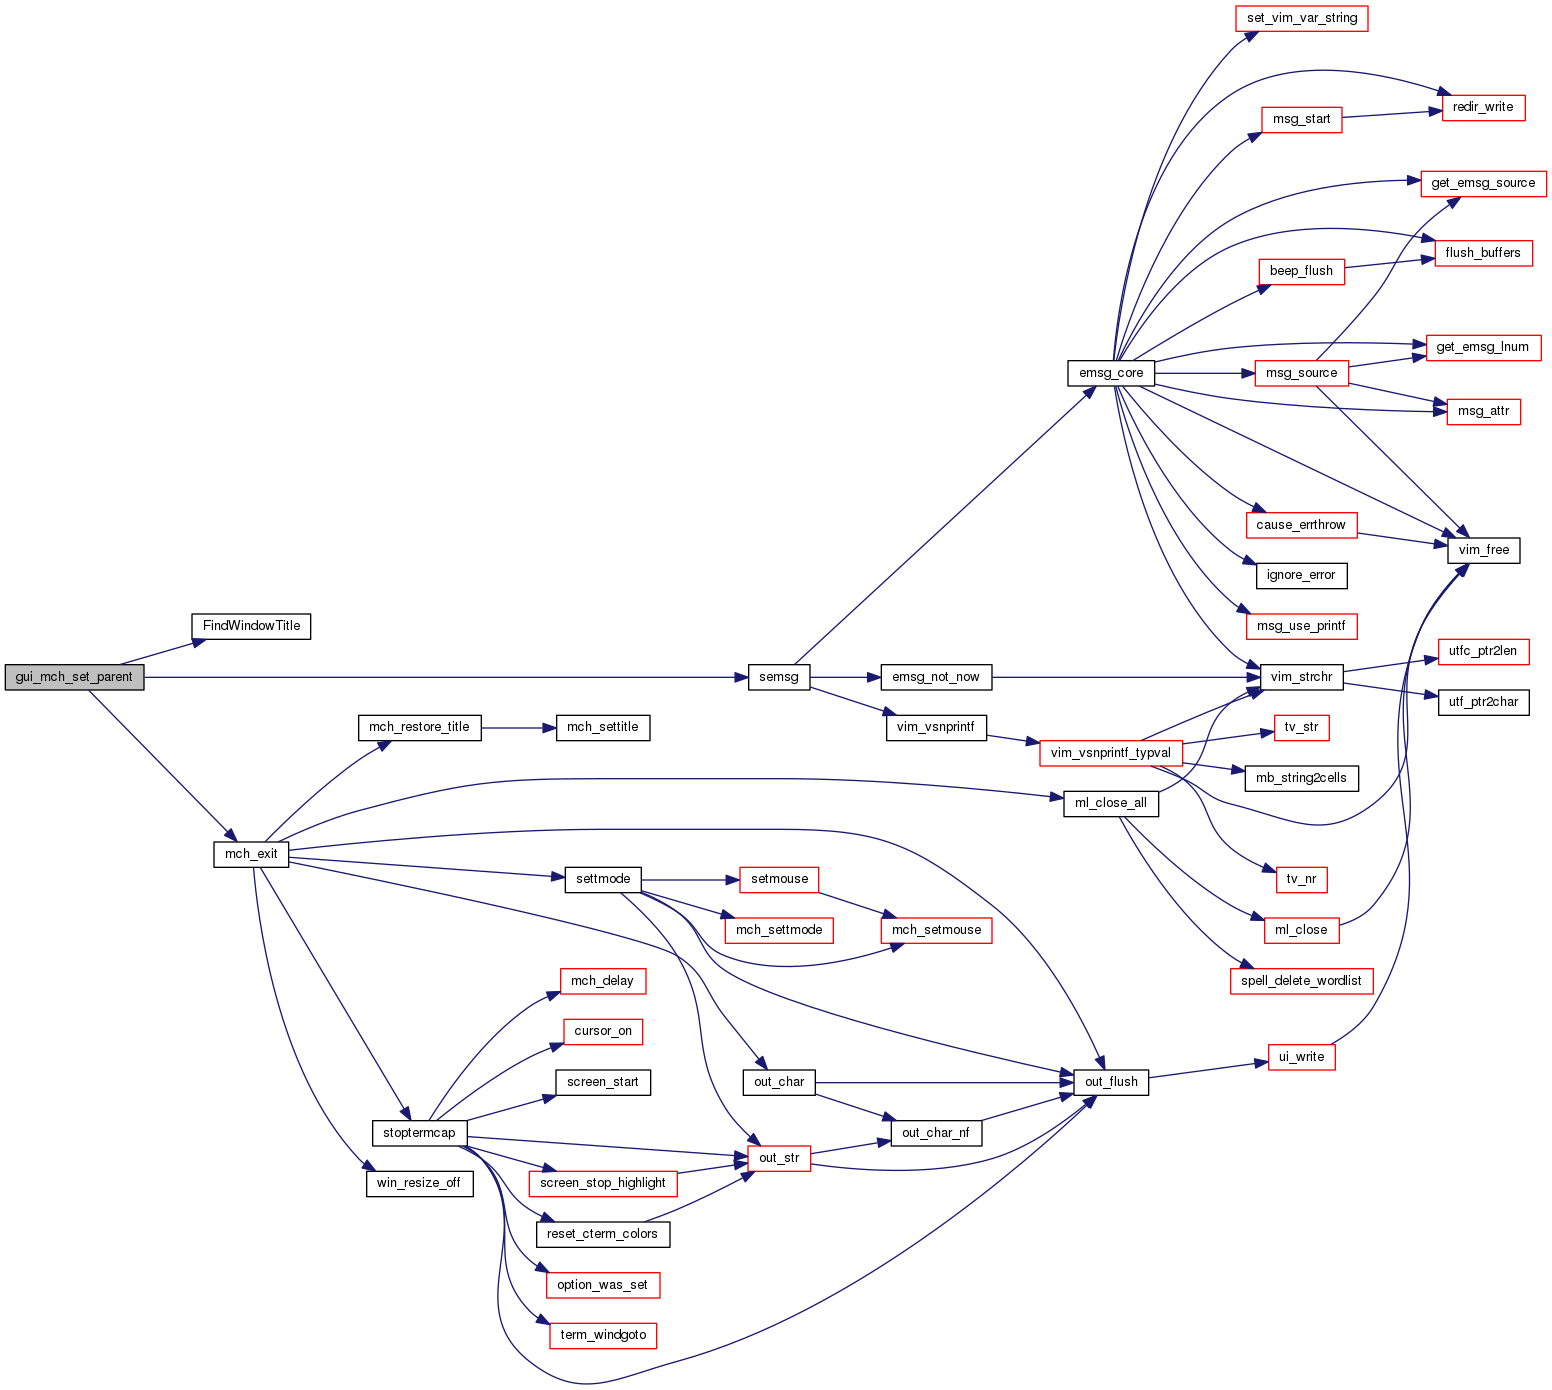 set_vim_var_string
redir_write
msg_start
get_emsg_source
flush_buffers
beep_flush
get_emsg_lnum
emsg_core
msg_source
msg_attr
cause_errthrow
vim_free
ignore_error
FindWindowTitle
msg_use_printf
utfc_ptr2len
gui_mch_set_parent
semsg
emsg_not_now
vim_strchr
utf_ptr2char
mch_restore_title
mch_settitle
vim_vsnprintf
tv_str
vim_vsnprintf_typval
mb_string2cells
ml_close_all
mch_exit
settmode
setmouse
tv_nr
mch_settmode
mch_setmouse
ml_close
mch_delay
spell_delete_wordlist
cursor_on
ui_write
screen_start
out_char
out_flush
stoptermcap
out_char_nf
out_str
win_resize_off
screen_stop_highlight
reset_cterm_colors
option_was_set
term_windgoto